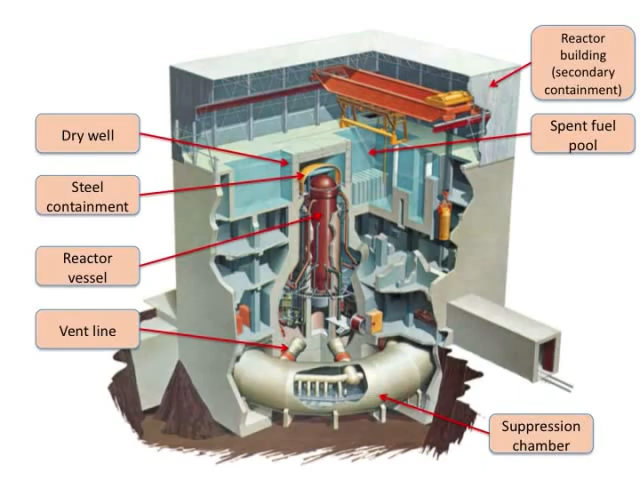 Reactor
building
(secondary
containment)
Dry well
Spent fuel
pool
Steel
containment
Reactor
vessel
Vent line
Suppression
chamber